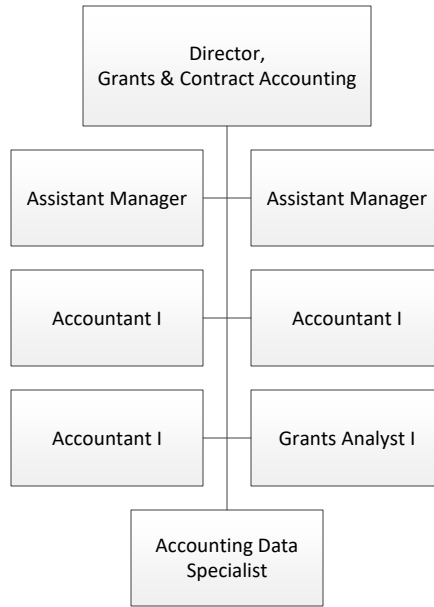 Director,
Grants & Contract Accounting
Assistant Manager
Assistant Manager
Accountant I
Accountant I
Accountant I
Grants Analyst I
Accounting Data
Specialist